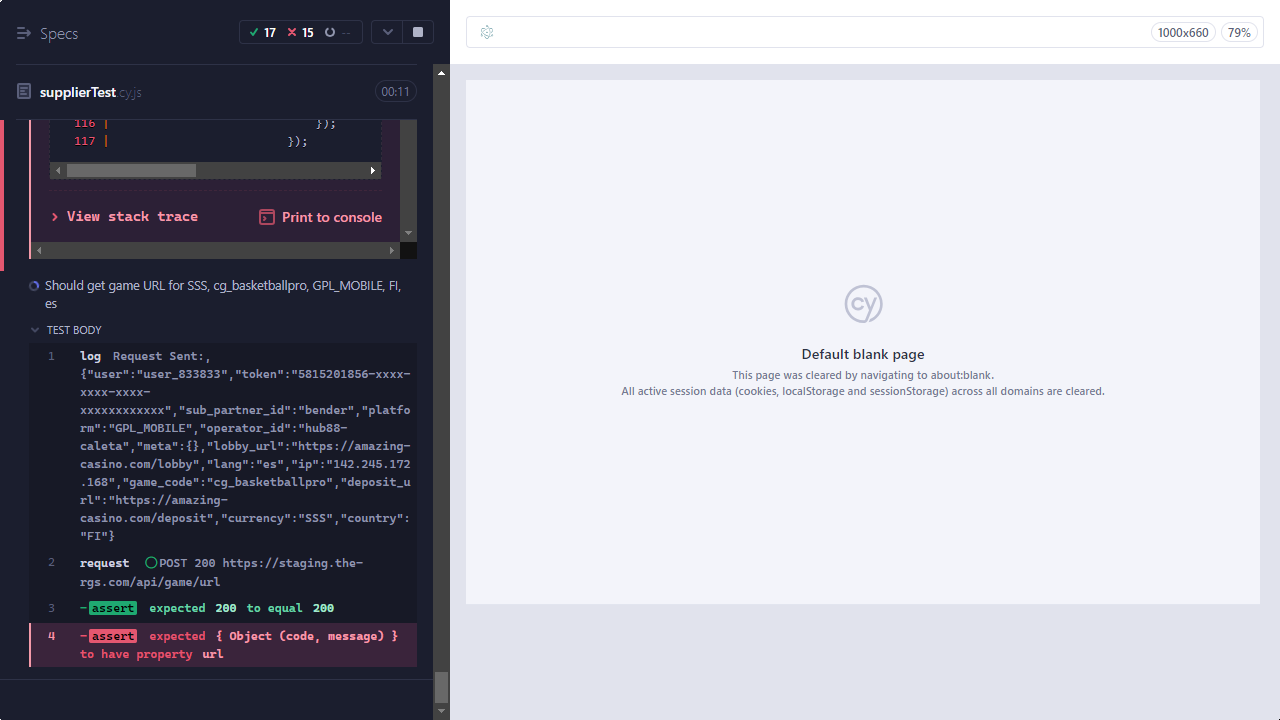 Specs
17
15
--
1000x660
79%
supplierTest.cy.js
00:11
116 | });
117 | });
View stack trace
Print to console
Should get game URL for SSS, cg_basketballpro, GPL_MOBILE, FI,
es
TEST BODY
1 log Request Sent:,
{"user":"user_833833","token":"5815201856-xxxx-
xxxx-xxxx-
xxxxxxxxxxxx","sub_partner_id":"bender","platfo
rm":"GPL_MOBILE","operator_id":"hub88-
caleta","meta":{},"lobby_url":"https://amazing-
casino.com/lobby","lang":"es","ip":"142.245.172
.168","game_code":"cg_basketballpro","deposit_u
rl":"https://amazing-
casino.com/deposit","currency":"SSS","country":
"FI"}
2 request POST 200 https://staging.the-
rgs.com/api/game/url
3 -assert expected 200 to equal 200
4 -assert expected { Object (code, message) }
to have property url
cy
Default blank page
This page was cleared by navigating to about:blank.
All active session data (cookies, localStorage and sessionStorage) across all domains are cleared.